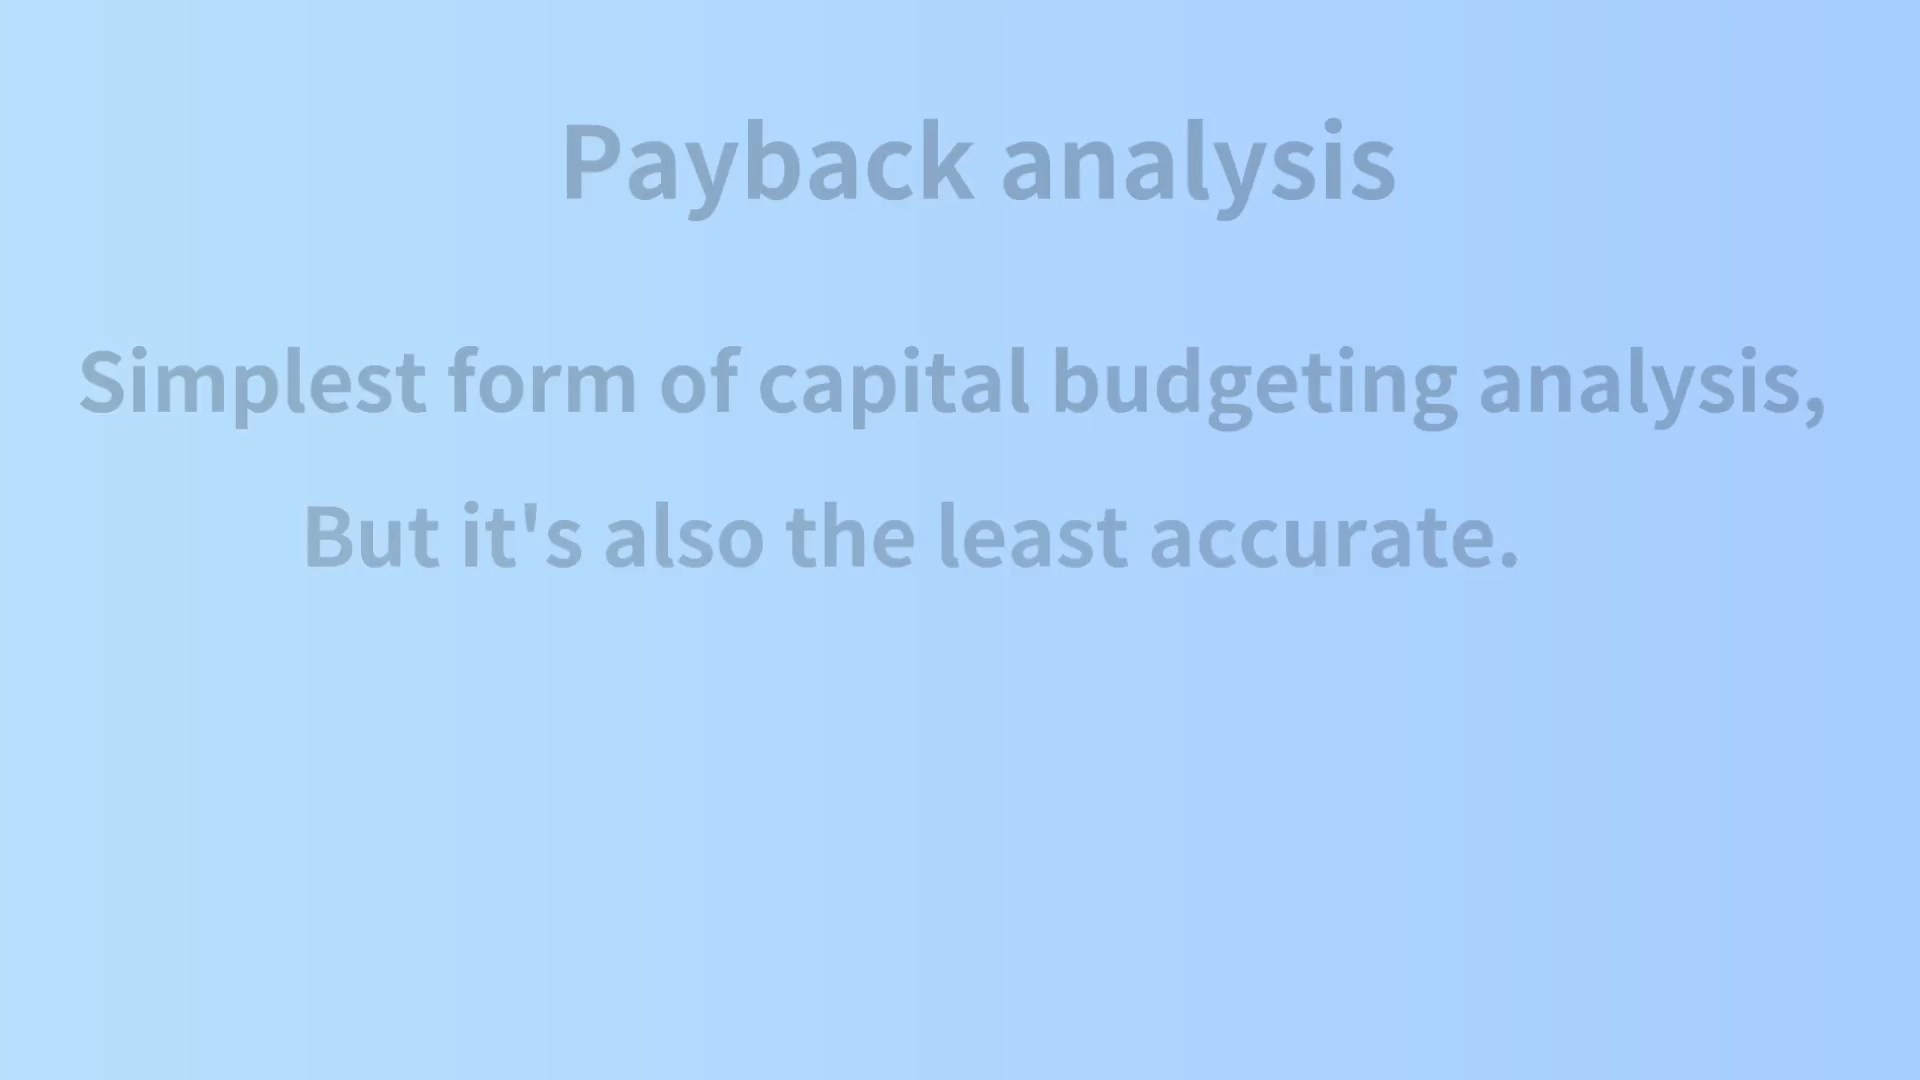 Payback analysis
Simplest form of capital budgeting analysis,
But it's also the least accurate.